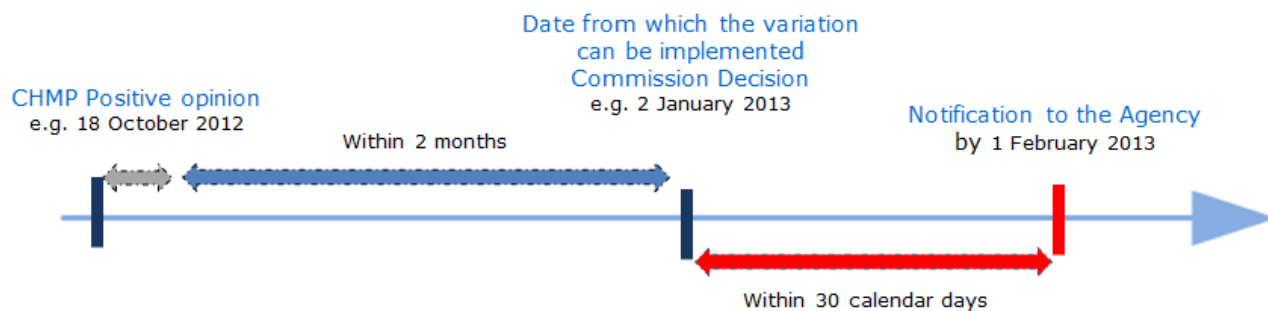 Date from which the variation
can be implemented
Commission Decision
e.g. 2 January 2013
CHMP Positive opinion
e.g. 18 October 2012
Notification to the Agency
by 1 February 2013
Within 2 months
Within 30 calendar days